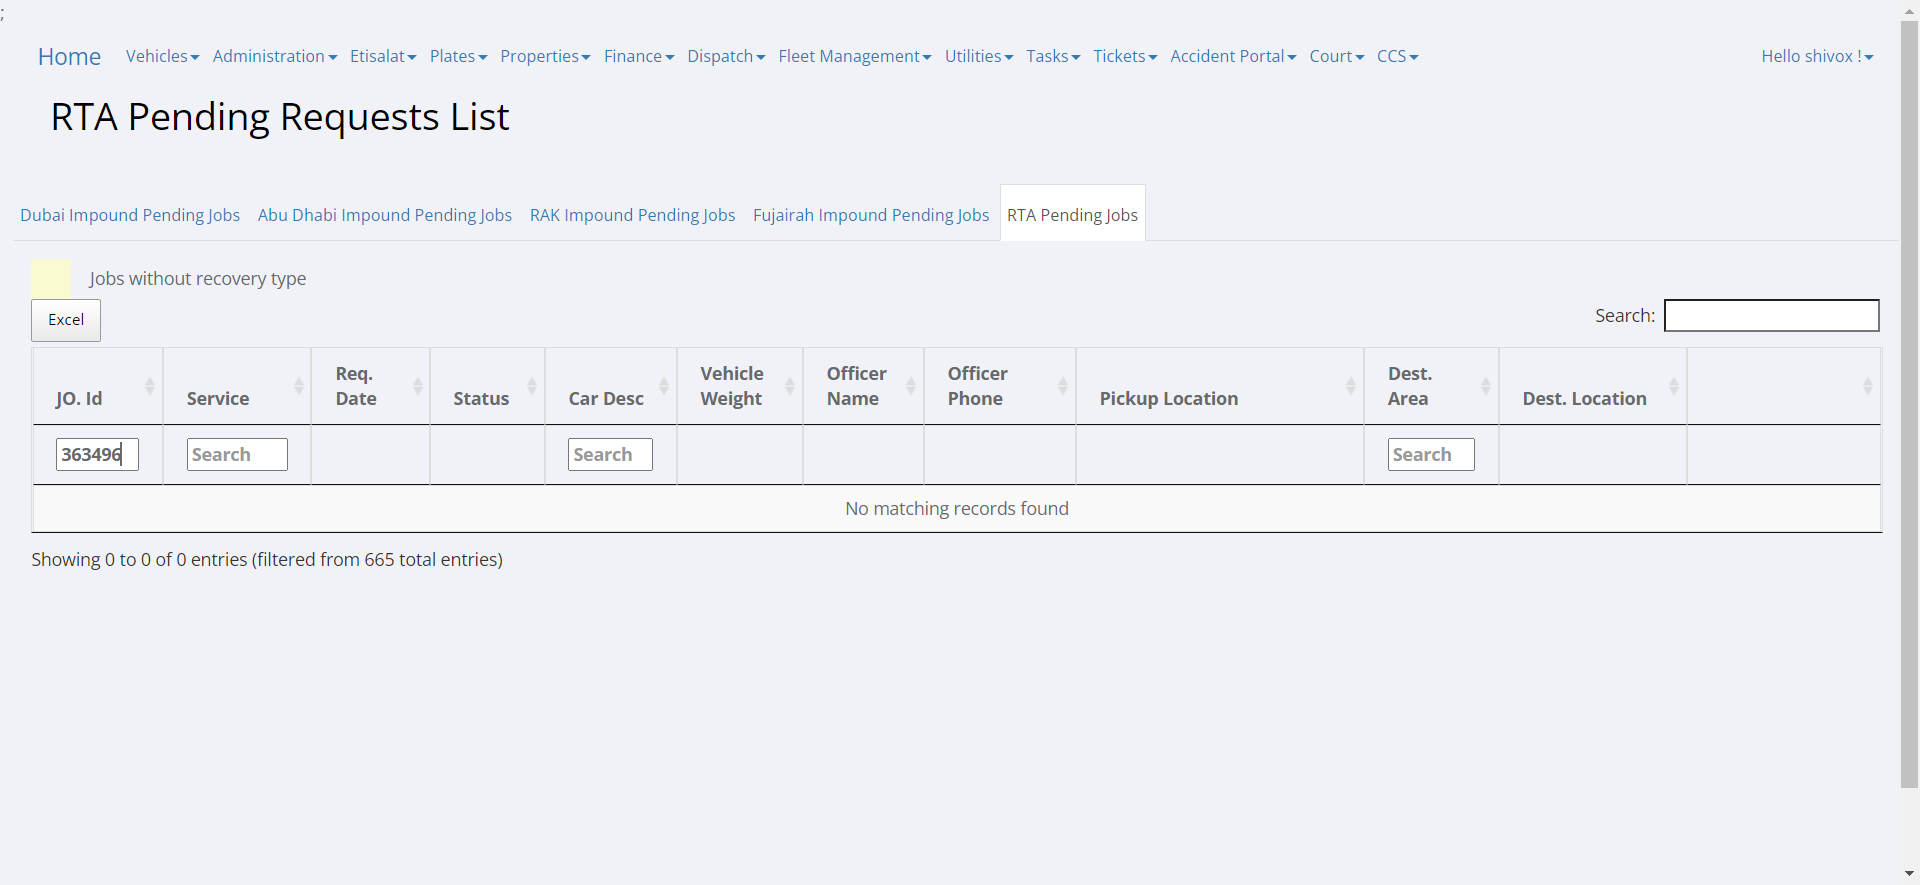 ;
Home Vehicles Administration Etisalat Plates Properties Finance Dispatch Fleet Management Utilities Tasks Tickets Accident Portal Court CCS Hello shivox !
RTA Pending Requests List
Dubai Impound Pending Jobs Abu Dhabi Impound Pending Jobs RAK Impound Pending Jobs Fujairah Impound Pending Jobs RTA Pending Jobs
Jobs without recovery type
Excel Search:
JO. Id Service Req. Date Status Car Desc Vehicle Weight Officer Name Officer Phone Pickup Location Dest. Area Dest. Location
363496 Search Search Search
No matching records found
Showing 0 to 0 of 0 entries (filtered from 665 total entries)